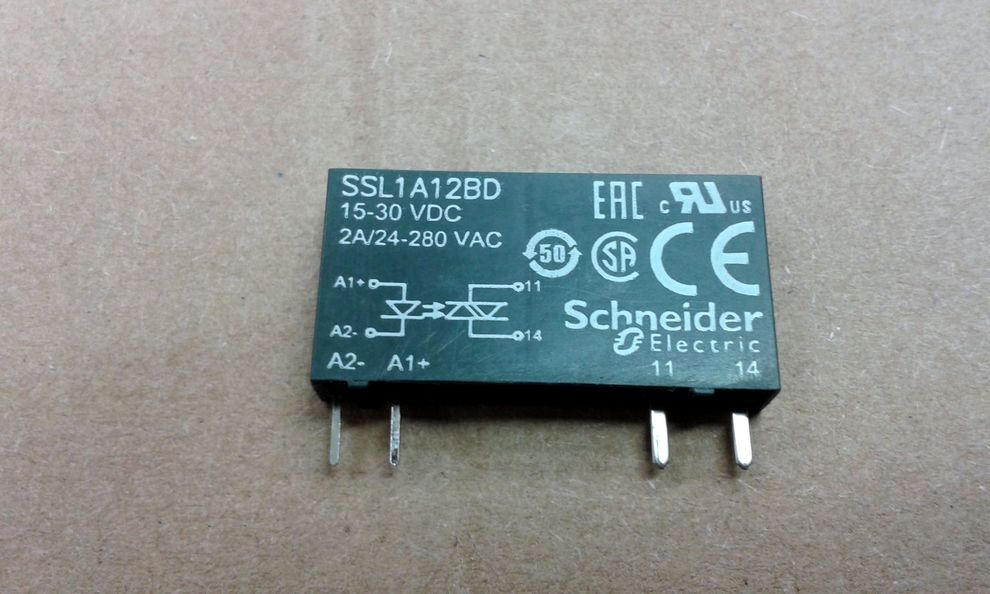 SSL1A12BD
15-30 VDC
2A/24-280 VAC
EAC
c RU us
50
SA
CE
A1+
11
A2-
14
Schneider
Electric
A2- A1+
11 14